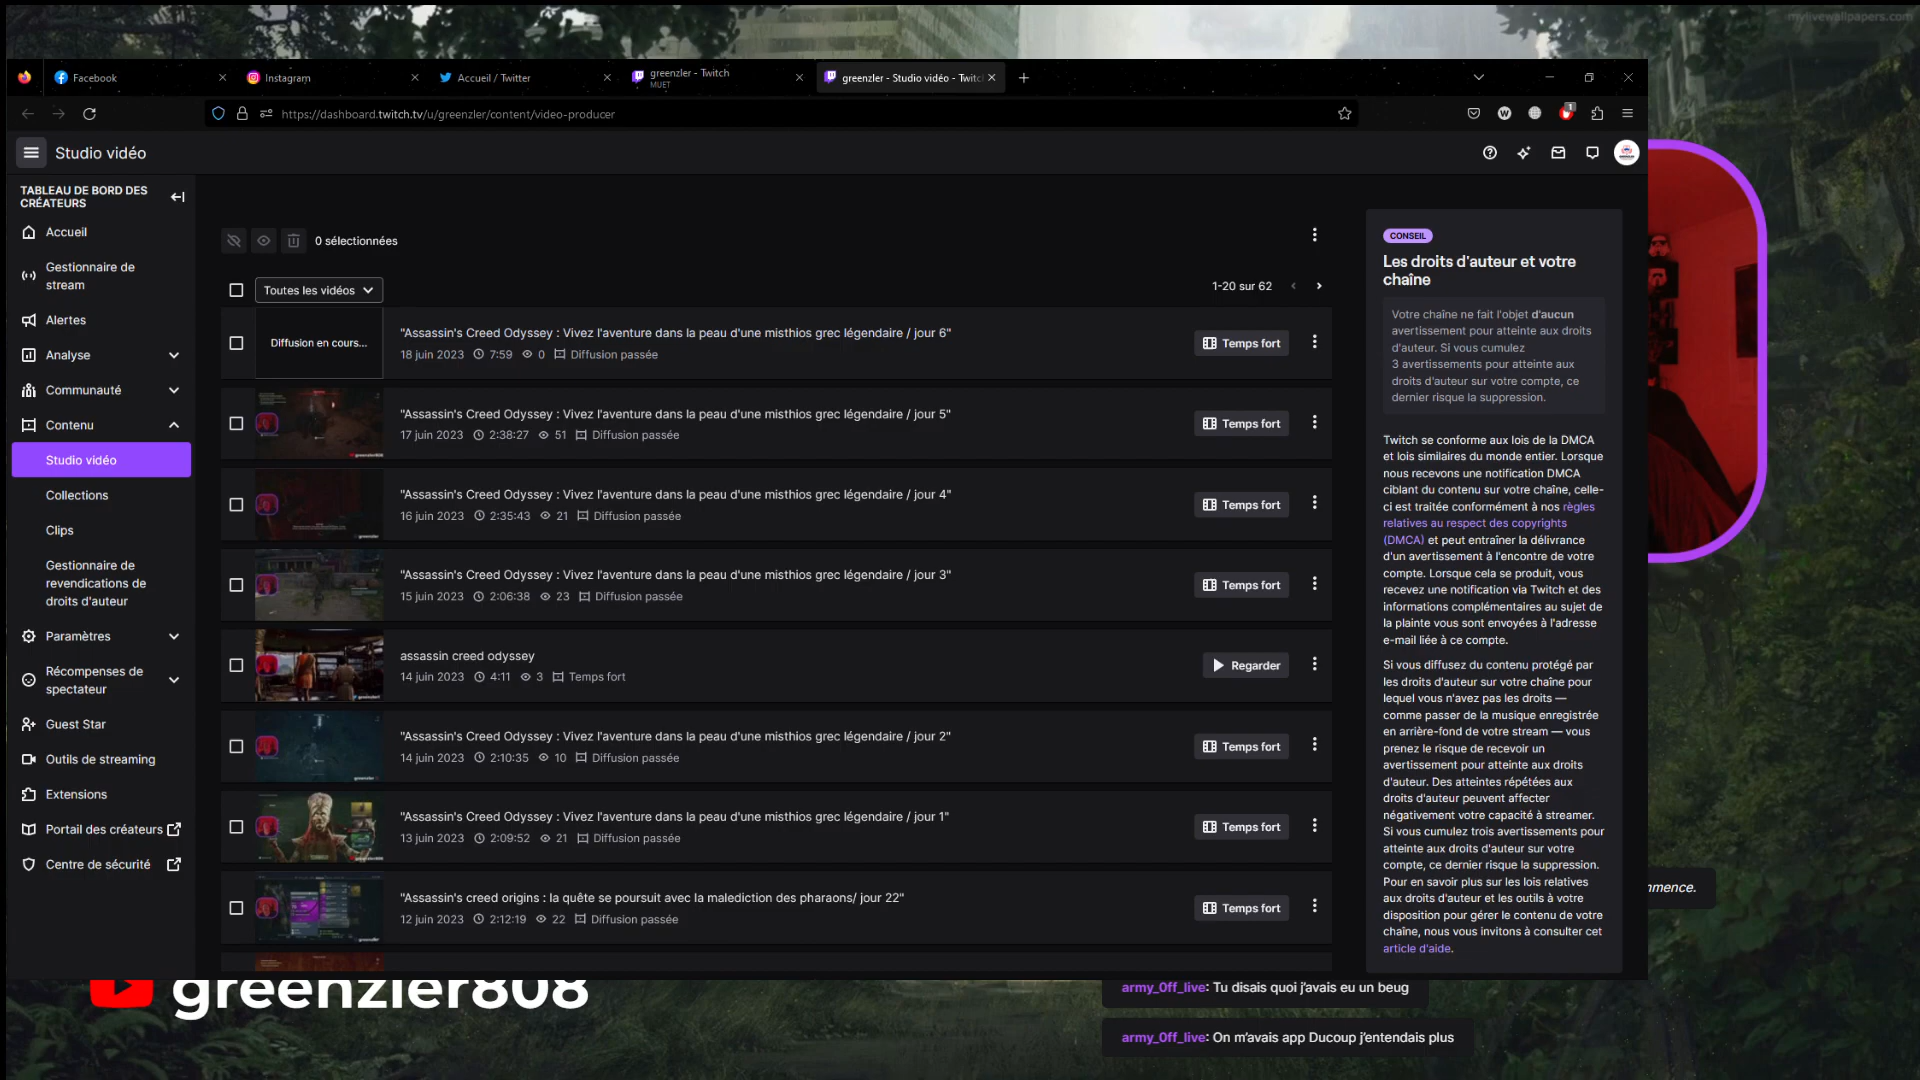 mylivewallpapers.com
Facebook
Instagram
Accueil / Twitter
greenzler - Twitch
MUET
greenzler - Studio vidéo - Twitc
https://dashboard.twitch.tv/u/greenzler/content/video-producer
1
Studio vidéo
TABLEAU DE BORD DES
CRÉATEURS
Accueil
Gestionnaire de
stream
Alertes
Analyse
Communauté
Contenu
Studio vidéo
Collections
Clips
Gestionnaire de
revendications de
droits d'auteur
Paramètres
Récompenses de
spectateur
Guest Star
Outils de streaming
Extensions
Portail des créateurs
Centre de sécurité
0 sélectionnées
Toutes les vidéos
1-20 sur 62
Diffusion en cours...
"Assassin's Creed Odyssey : Vivez l'aventure dans la peau d'une misthios grec légendaire / jour 6"
18 juin 2023 7:59 0 Diffusion passée
Temps fort
"Assassin's Creed Odyssey : Vivez l'aventure dans la peau d'une misthios grec légendaire / jour 5"
17 juin 2023 2:38:27 51 Diffusion passée
Temps fort
"Assassin's Creed Odyssey : Vivez l'aventure dans la peau d'une misthios grec légendaire / jour 4"
16 juin 2023 2:35:43 21 Diffusion passée
Temps fort
"Assassin's Creed Odyssey : Vivez l'aventure dans la peau d'une misthios grec légendaire / jour 3"
15 juin 2023 2:06:38 23 Diffusion passée
Temps fort
assassin creed odyssey
14 juin 2023 4:11 3 Temps fort
Regarder
"Assassin's Creed Odyssey : Vivez l'aventure dans la peau d'une misthios grec légendaire / jour 2"
14 juin 2023 2:10:35 10 Diffusion passée
Temps fort
"Assassin's Creed Odyssey : Vivez l'aventure dans la peau d'une misthios grec légendaire / jour 1"
13 juin 2023 2:09:52 21 Diffusion passée
Temps fort
"Assassin's creed origins : la quête se poursuit avec la malediction des pharaons/ jour 22"
12 juin 2023 2:12:19 22 Diffusion passée
Temps fort
CONSEIL
Les droits d'auteur et votre
chaîne
Votre chaîne ne fait l'objet d'aucun
avertissement pour atteinte aux droits
d'auteur. Si vous cumulez
3 avertissements pour atteinte aux
droits d'auteur sur votre compte, ce
dernier risque la suppression.
Twitch se conforme aux lois de la DMCA
et lois similaires du monde entier. Lorsque
nous recevons une notification DMCA
ciblant du contenu sur votre chaîne, celle-
ci est traitée conformément à nos règles
relatives au respect des copyrights
(DMCA) et peut entraîner la délivrance
d'un avertissement à l'encontre de votre
compte. Lorsque cela se produit, vous
recevez une notification via Twitch et des
informations complémentaires au sujet de
la plainte vous sont envoyées à l'adresse
e-mail liée à ce compte.
Si vous diffusez du contenu protégé par
les droits d'auteur sur votre chaîne pour
lequel vous n'avez pas les droits —
comme passer de la musique enregistrée
en arrière-fond de votre stream — vous
prenez le risque de recevoir un
avertissement pour atteinte aux droits
d'auteur. Des atteintes répétées aux
droits d'auteur peuvent affecter
négativement votre capacité à streamer.
Si vous cumulez trois avertissements pour
atteinte aux droits d'auteur sur votre
compte, ce dernier risque la suppression.
Pour en savoir plus sur les lois relatives
aux droits d'auteur et les outils à votre
disposition pour gérer le contenu de votre
chaîne, nous vous invitons à consulter cet
article d'aide.
mmence.
greenzler808
army_0ff_live: Tu disais quoi j'avais eu un beug
army_0ff_live: On m'avais app Ducoup j'entendais plus